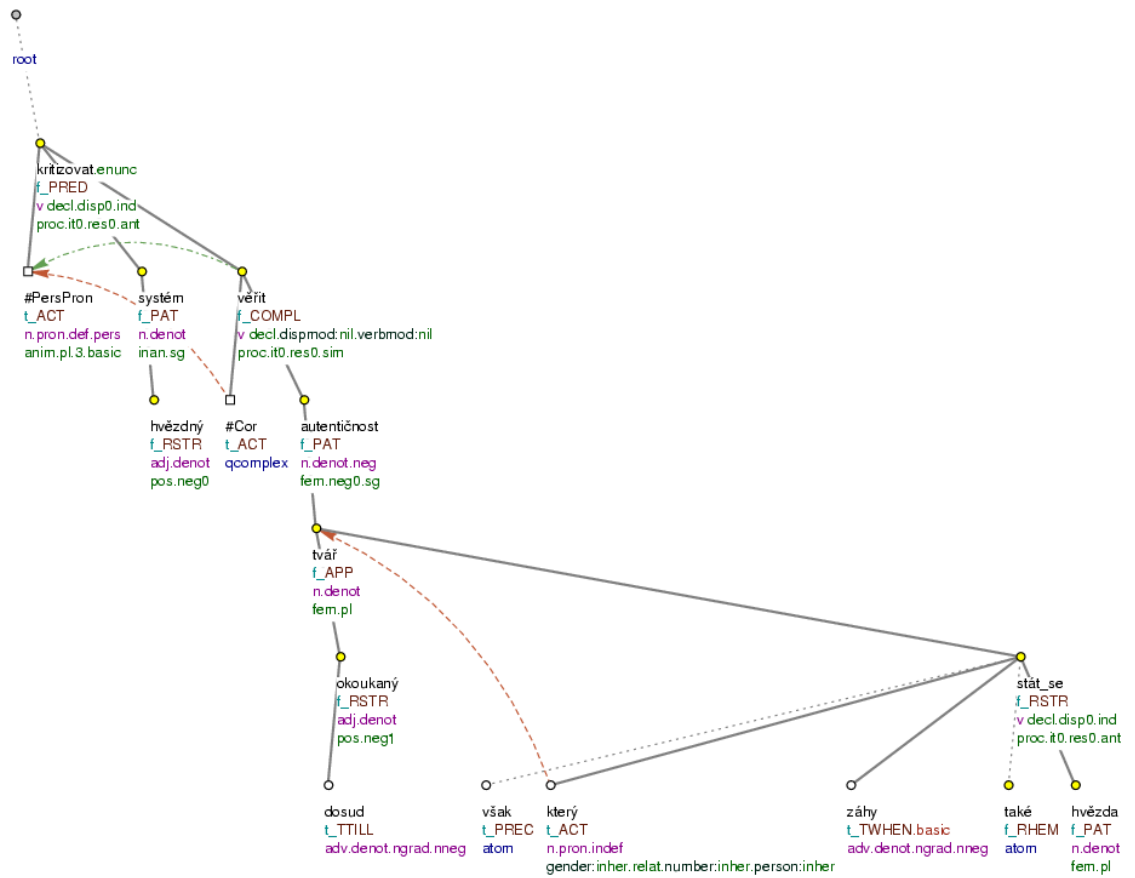 root
kritizovat.enunc
f_PRED
v decl.disp0.ind
proc.it0.res0.ant
#PersPron
t_ACT
n.pron.def.pers
anim.pl.3.basic
systém
f_PAT
n.denot
inan.sg
věřit
f_COMPL
v decl.dispmod:nil.verbmod:nil
proc.it0.res0.sim
hvězdný
f_RSTR
adj.denot
pos.neg0
#Cor
t_ACT
qcomplex
autentičnost
f_PAT
n.denot.neg
fem.neg0.sg
tvář
f_APP
n.denot
fem.pl
okoukaný
f_RSTR
adj.denot
pos.neg1
stát_se
f_RSTR
v decl.disp0.ind
proc.it0.res0.ant
dosud
t_TTILL
adv.denot.ngrad.nneg
však
t_PREC
atom
který
t_ACT
n.pron.indef
gender:inher.relat.number:inher.person:inher
záhy
t_TWHEN.basic
adv.denot.ngrad.nneg
také
f_RHEM
atom
hvězda
f_PAT
n.denot
fem.pl